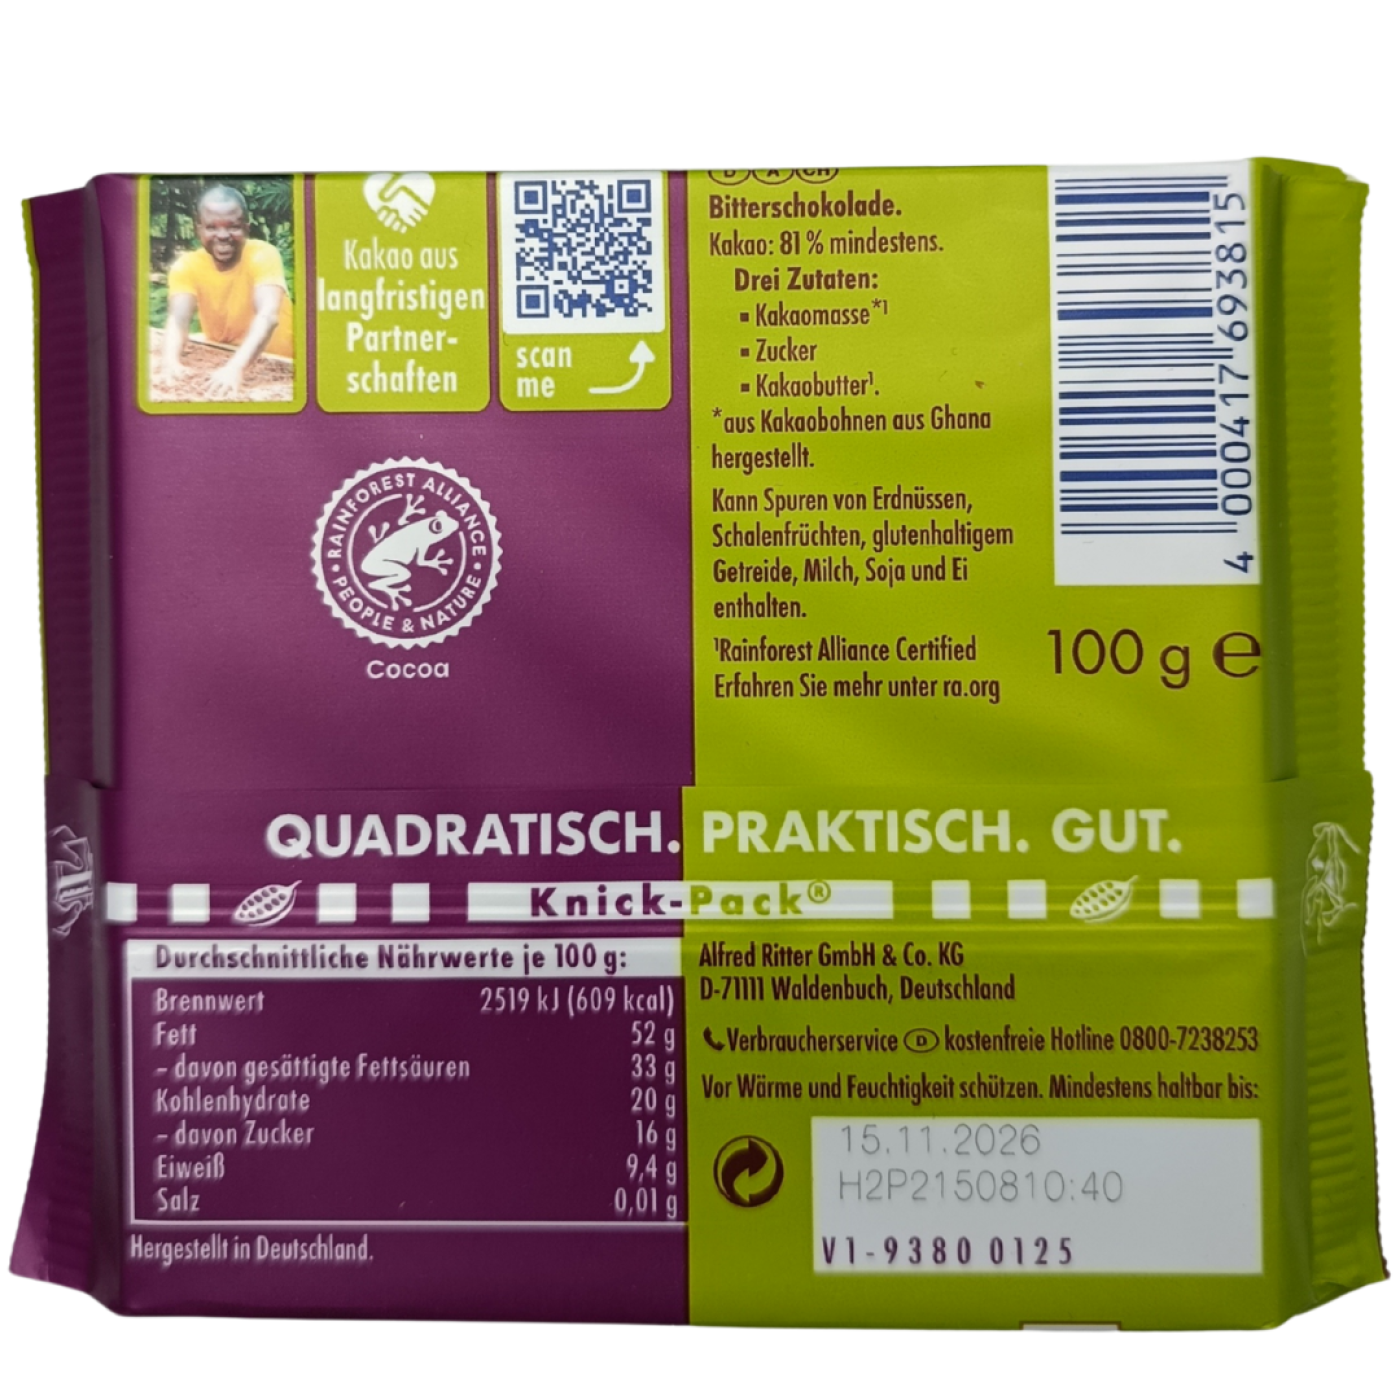 Kakao aus
langfristigen
Partner-
schaften
scan
me
RAINFOREST ALLIANCE
PEOPLE & NATURE
Cocoa
D A CH
Bitterschokolade.
Kakao: 81 % mindestens.
Drei Zutaten:
▪ Kakaomasse*¹
▪ Zucker
▪ Kakaobutter¹.
*aus Kakaobohnen aus Ghana
hergestellt.
Kann Spuren von Erdnüssen,
Schalenfrüchten, glutenhaltigem
Getreide, Milch, Soja und Ei
enthalten.
¹Rainforest Alliance Certified
Erfahren Sie mehr unter ra.org
4 000417 693815
100 g e
QUADRATISCH. PRAKTISCH. GUT.
Knick-Pack®
Durchschnittliche Nährwerte je 100 g:
Brennwert 2519 kJ (609 kcal)
Fett 52 g
– davon gesättigte Fettsäuren 33 g
Kohlenhydrate 20 g
– davon Zucker 16 g
Eiweiß 9,4 g
Salz 0,01 g
Hergestellt in Deutschland.
Alfred Ritter GmbH & Co. KG
D-71111 Waldenbuch, Deutschland
Verbraucherservice D kostenfreie Hotline 0800-7238253
Vor Wärme und Feuchtigkeit schützen. Mindestens haltbar bis:
15.11.2026
H2P2150810:40
V1-9380 0125